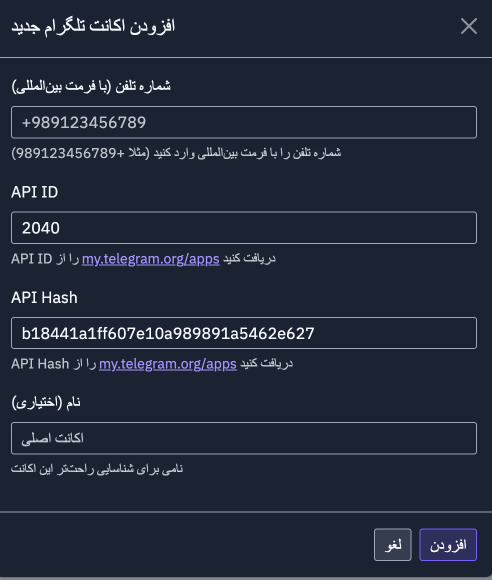 افزودن اکانت تلگرام جدید
شماره تلفن (با فرمت بین‌المللی)
+989123456789
شماره تلفن را با فرمت بین‌المللی وارد کنید (مثلا +989123456789)
API ID
2040
API ID را از my.telegram.org/apps دریافت کنید
API Hash
b18441a1ff607e10a989891a5462e627
API Hash را از my.telegram.org/apps دریافت کنید
نام (اختیاری)
اکانت اصلی
نامی برای شناسایی راحت‌تر این اکانت
افزودن
لغو